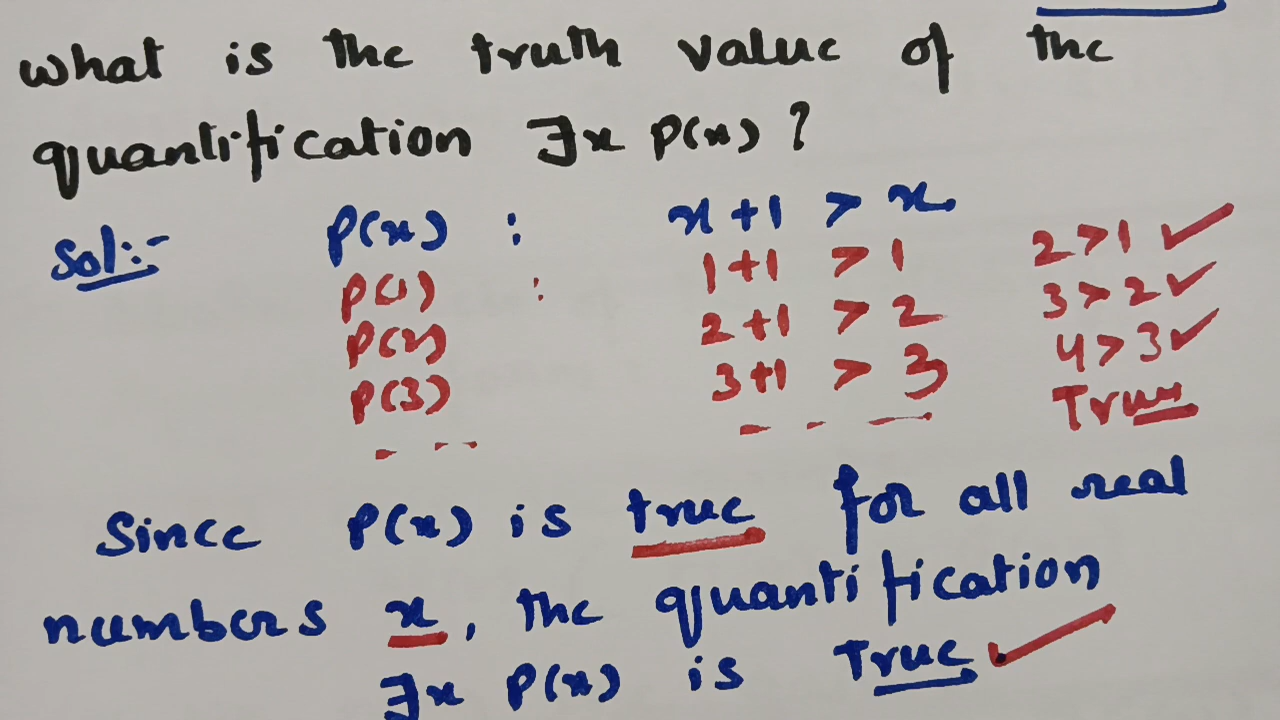 What is the truth value of the
quantification ∃x P(x) ?
Sol:- P(x) : x+1 > x.
P(1) : 1+1 > 1 2>1 ✓
P(2) 2+1 > 2 3>2 ✓
P(3) 3+1 > 3 4>3 ✓
- - - - - - True
Since P(x) is true for all real
numbers x, the quantification
∃x P(x) is True ✓